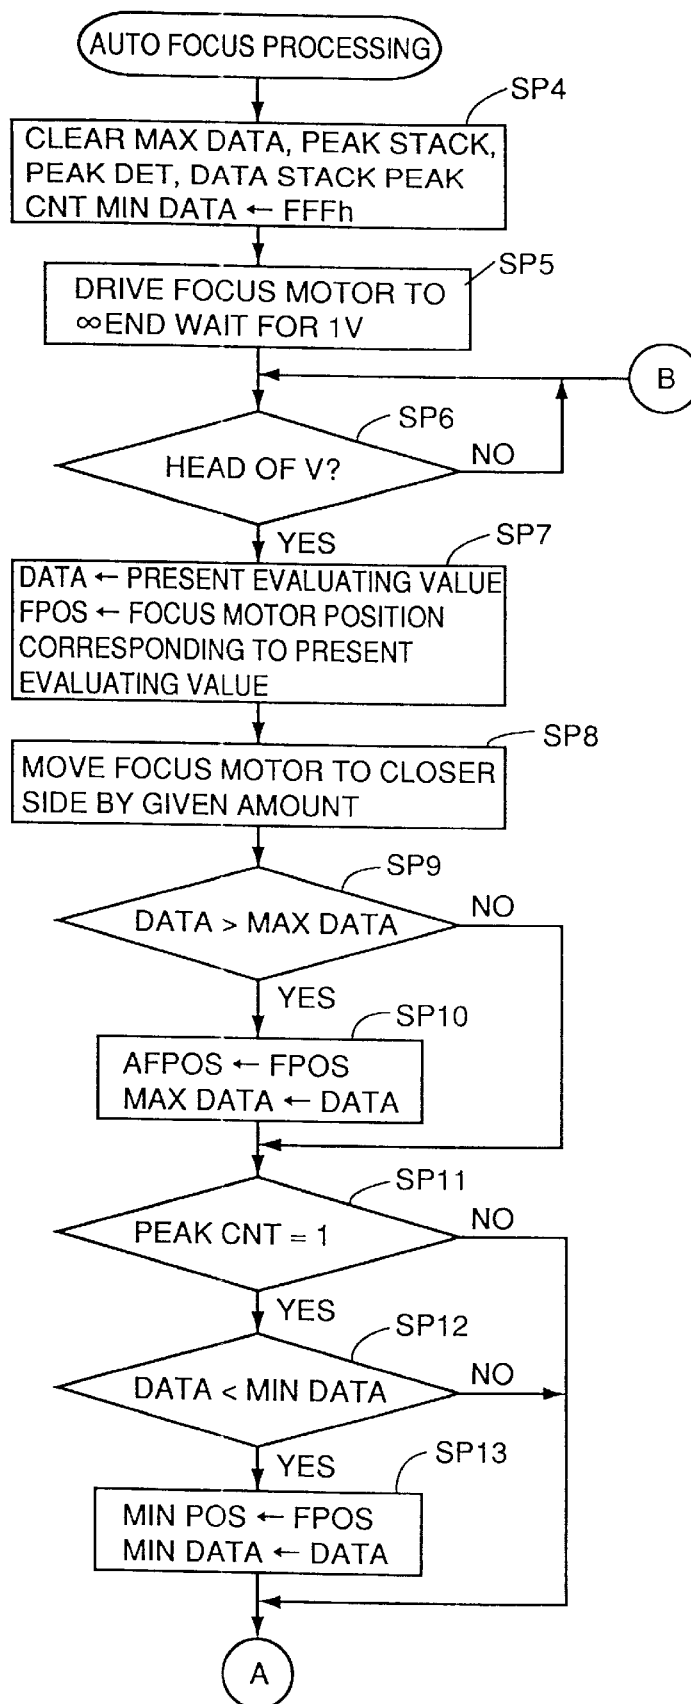 AUTO FOCUS PROCESSING
SP4
CLEAR MAX DATA, PEAK STACK,
PEAK DET, DATA STACK PEAK
CNT MIN DATA ← FFFh
SP5
DRIVE FOCUS MOTOR TO
∞END WAIT FOR 1V
B
SP6
HEAD OF V?
NO
YES
SP7
DATA ← PRESENT EVALUATING VALUE
FPOS ← FOCUS MOTOR POSITION
CORRESPONDING TO PRESENT
EVALUATING VALUE
SP8
MOVE FOCUS MOTOR TO CLOSER
SIDE BY GIVEN AMOUNT
SP9
DATA > MAX DATA
NO
YES
SP10
AFPOS ← FPOS
MAX DATA ← DATA
SP11
PEAK CNT = 1
NO
YES
SP12
DATA < MIN DATA
NO
YES
SP13
MIN POS ← FPOS
MIN DATA ← DATA
A